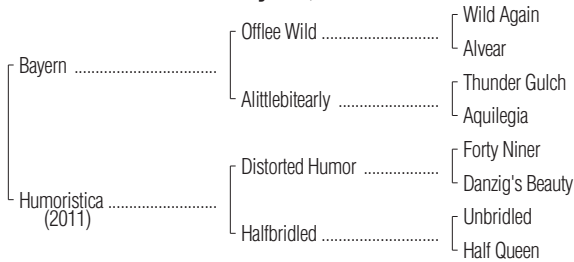 Wild Again
Offlee Wild ........................
Alvear
Bayern .............................
Thunder Gulch
Alittlebitearly ....................
Aquilegia
Forty Niner
Distorted Humor ...............
Danzig's Beauty
Humoristica ......................
(2011)
Unbridled
Halfbridled ........................
Half Queen